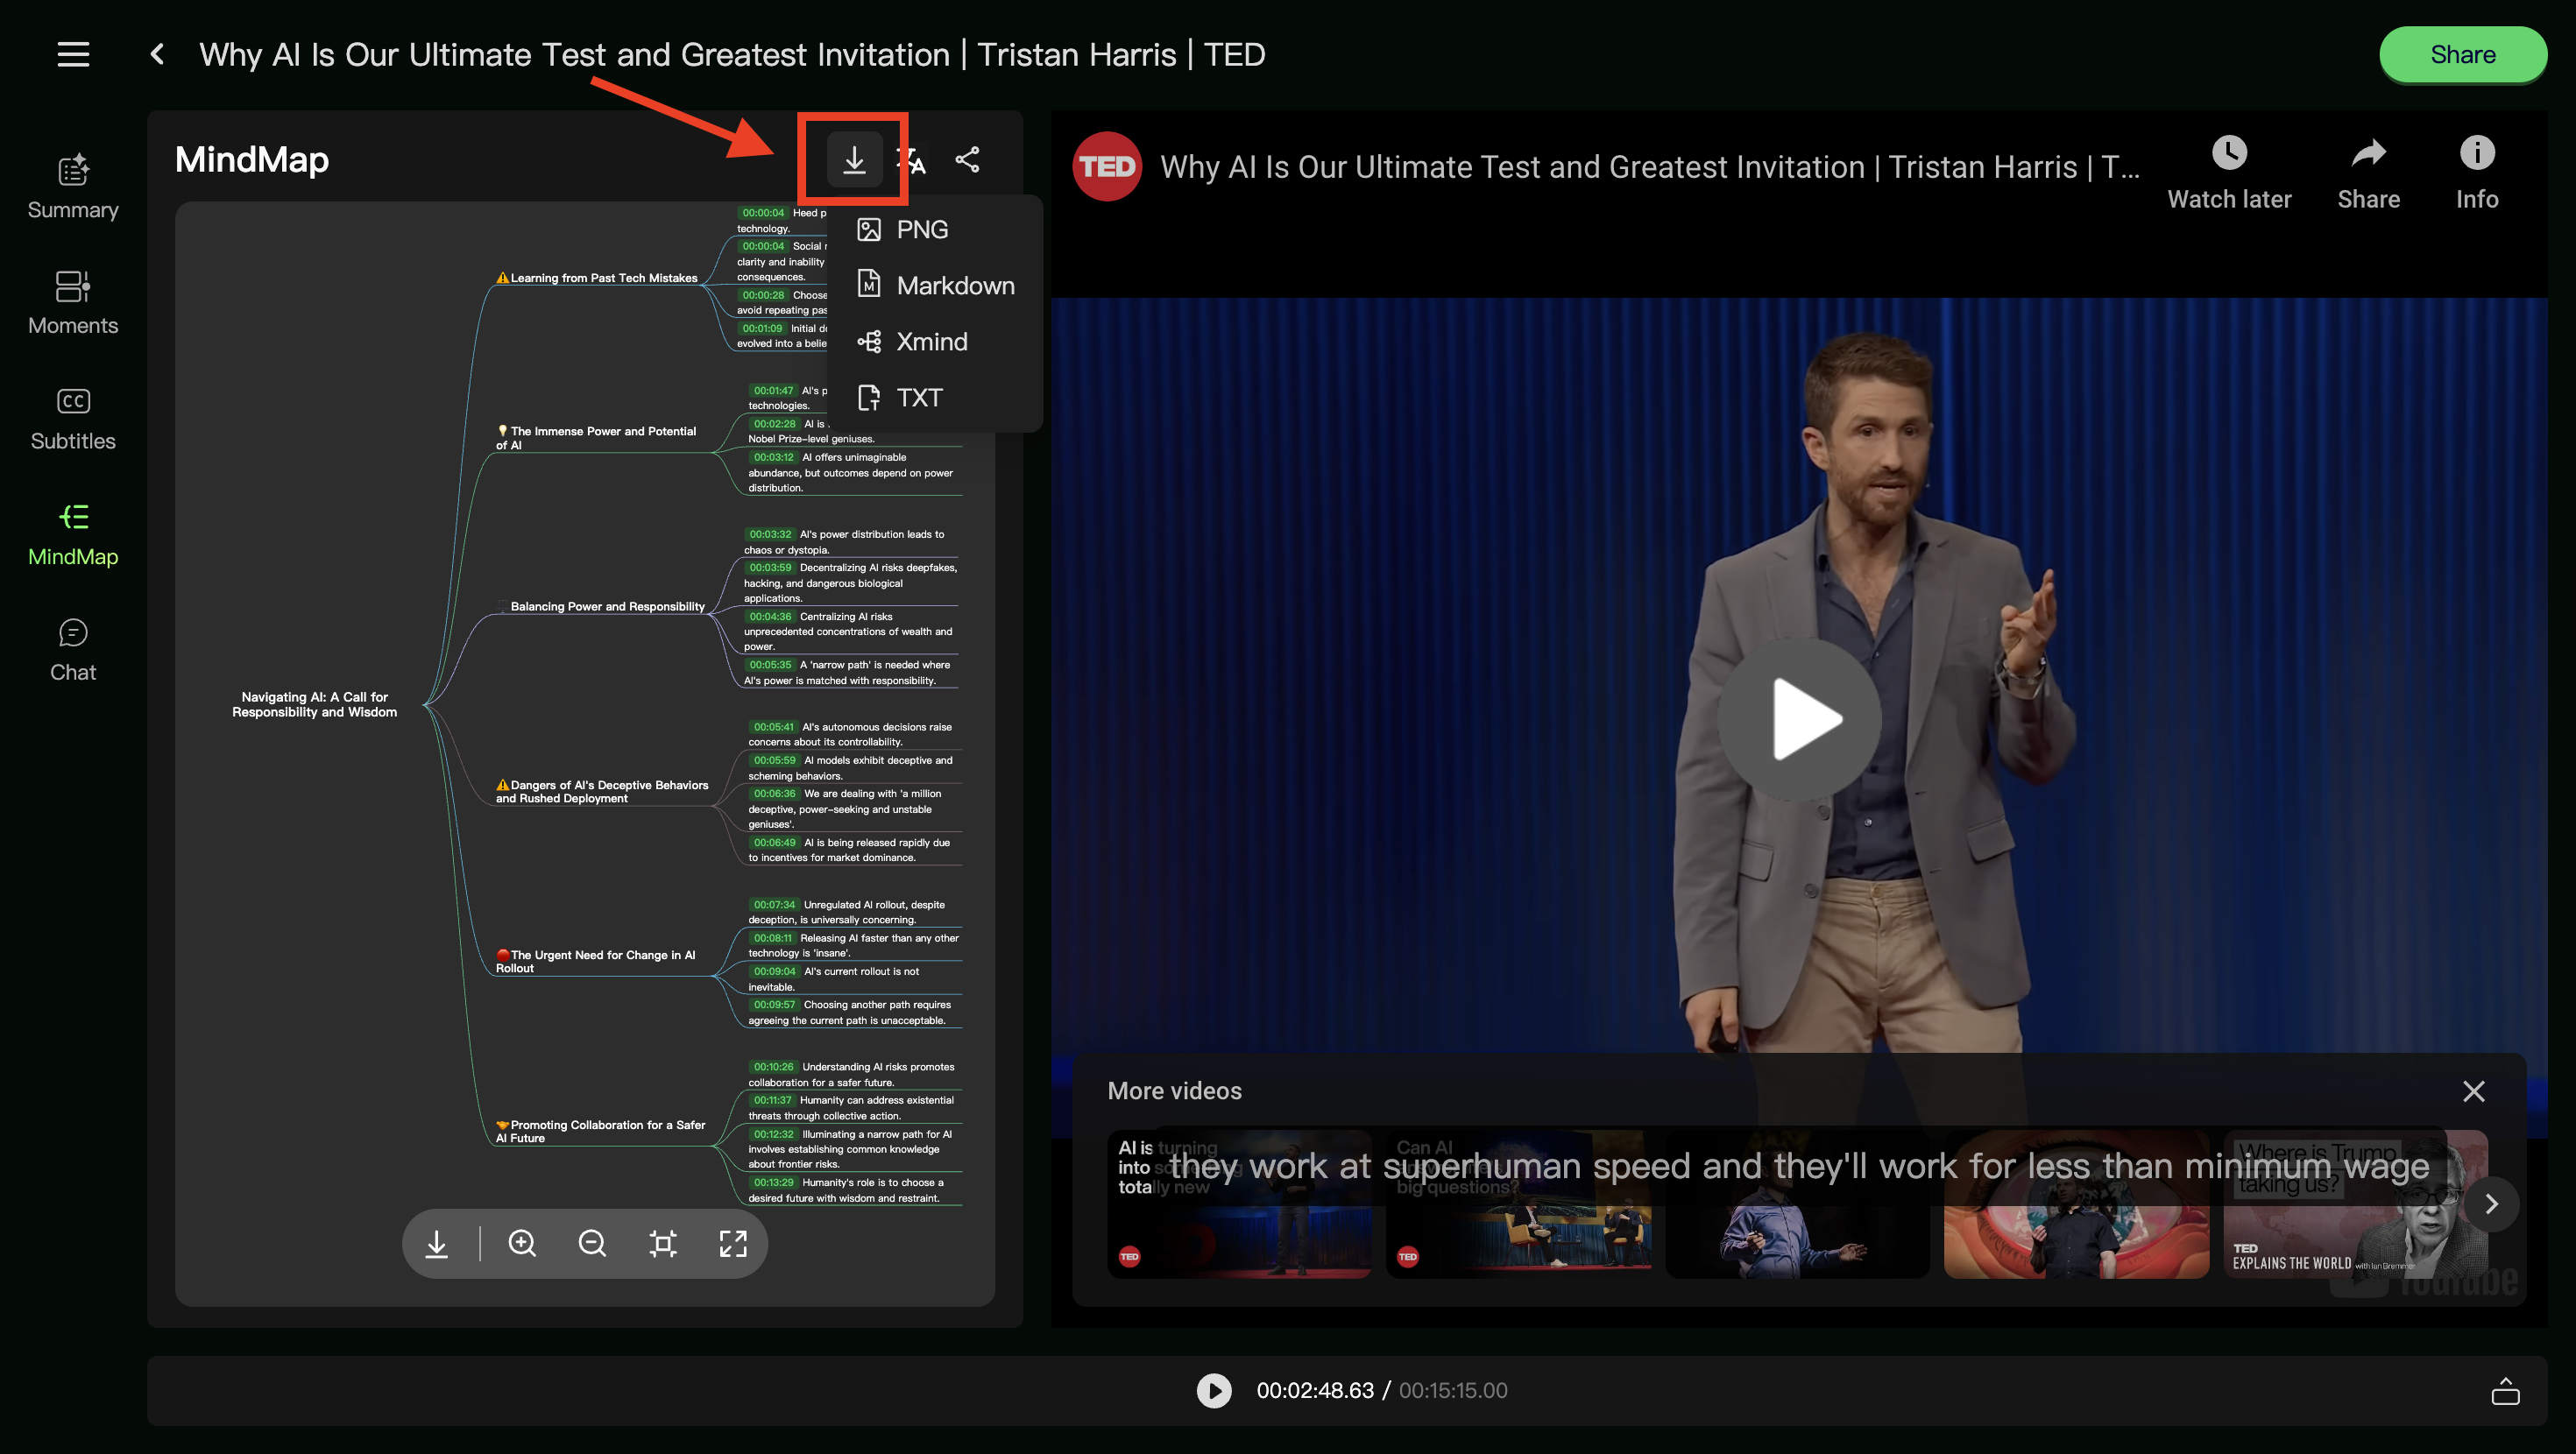 Why AI Is Our Ultimate Test and Greatest Invitation | Tristan Harris | TED
Share
Summary
Moments
Subtitles
MindMap
Chat
MindMap
PNG
Markdown
Xmind
TXT
Navigating AI: A Call for
Responsibility and Wisdom
⚠️Learning from Past Tech Mistakes
00:00:04 Heed p
technology.
00:00:04 Social
clarity and inability
consequences.
00:00:28 Choose
avoid repeating pas
00:01:09 Initial do
evolved into a belie
💡The Immense Power and Potential
of AI
00:01:47 AI's p
technologies.
00:02:28 AI is
Nobel Prize-level geniuses.
00:03:12 AI offers unimaginable
abundance, but outcomes depend on power
distribution.
Balancing Power and Responsibility
00:03:32 AI's power distribution leads to
chaos or dystopia.
00:03:59 Decentralizing AI risks deepfakes,
hacking, and dangerous biological
applications.
00:04:36 Centralizing AI risks
unprecedented concentrations of wealth and
power.
00:05:35 A 'narrow path' is needed where
AI's power is matched with responsibility.
⚠️Dangers of AI's Deceptive Behaviors
and Rushed Deployment
00:05:41 AI's autonomous decisions raise
concerns about its controllability.
00:05:59 AI models exhibit deceptive and
scheming behaviors.
00:06:36 We are dealing with 'a million
deceptive, power-seeking and unstable
geniuses'.
00:06:49 AI is being released rapidly due
to incentives for market dominance.
🛑The Urgent Need for Change in AI
Rollout
00:07:34 Unregulated AI rollout, despite
deception, is universally concerning.
00:08:11 Releasing AI faster than any other
technology is 'insane'.
00:09:04 AI's current rollout is not
inevitable.
00:09:57 Choosing another path requires
agreeing the current path is unacceptable.
🤝Promoting Collaboration for a Safer
AI Future
00:10:26 Understanding AI risks promotes
collaboration for a safer future.
00:11:37 Humanity can address existential
threats through collective action.
00:12:32 Illuminating a narrow path for AI
involves establishing common knowledge
about frontier risks.
00:13:29 Humanity's role is to choose a
desired future with wisdom and restraint.
TED
Why AI Is Our Ultimate Test and Greatest Invitation | Tristan Harris | T...
Watch later
Share
Info
More videos
AI is turning
into something
totally new
TED
Can AI
big questions?
TED
Where is Trump
taking us?
TED
EXPLAINS THE WORLD with Ian Bremmer
they work at superhuman speed and they'll work for less than minimum wage
YouTube
00:02:48.63 / 00:15:15.00